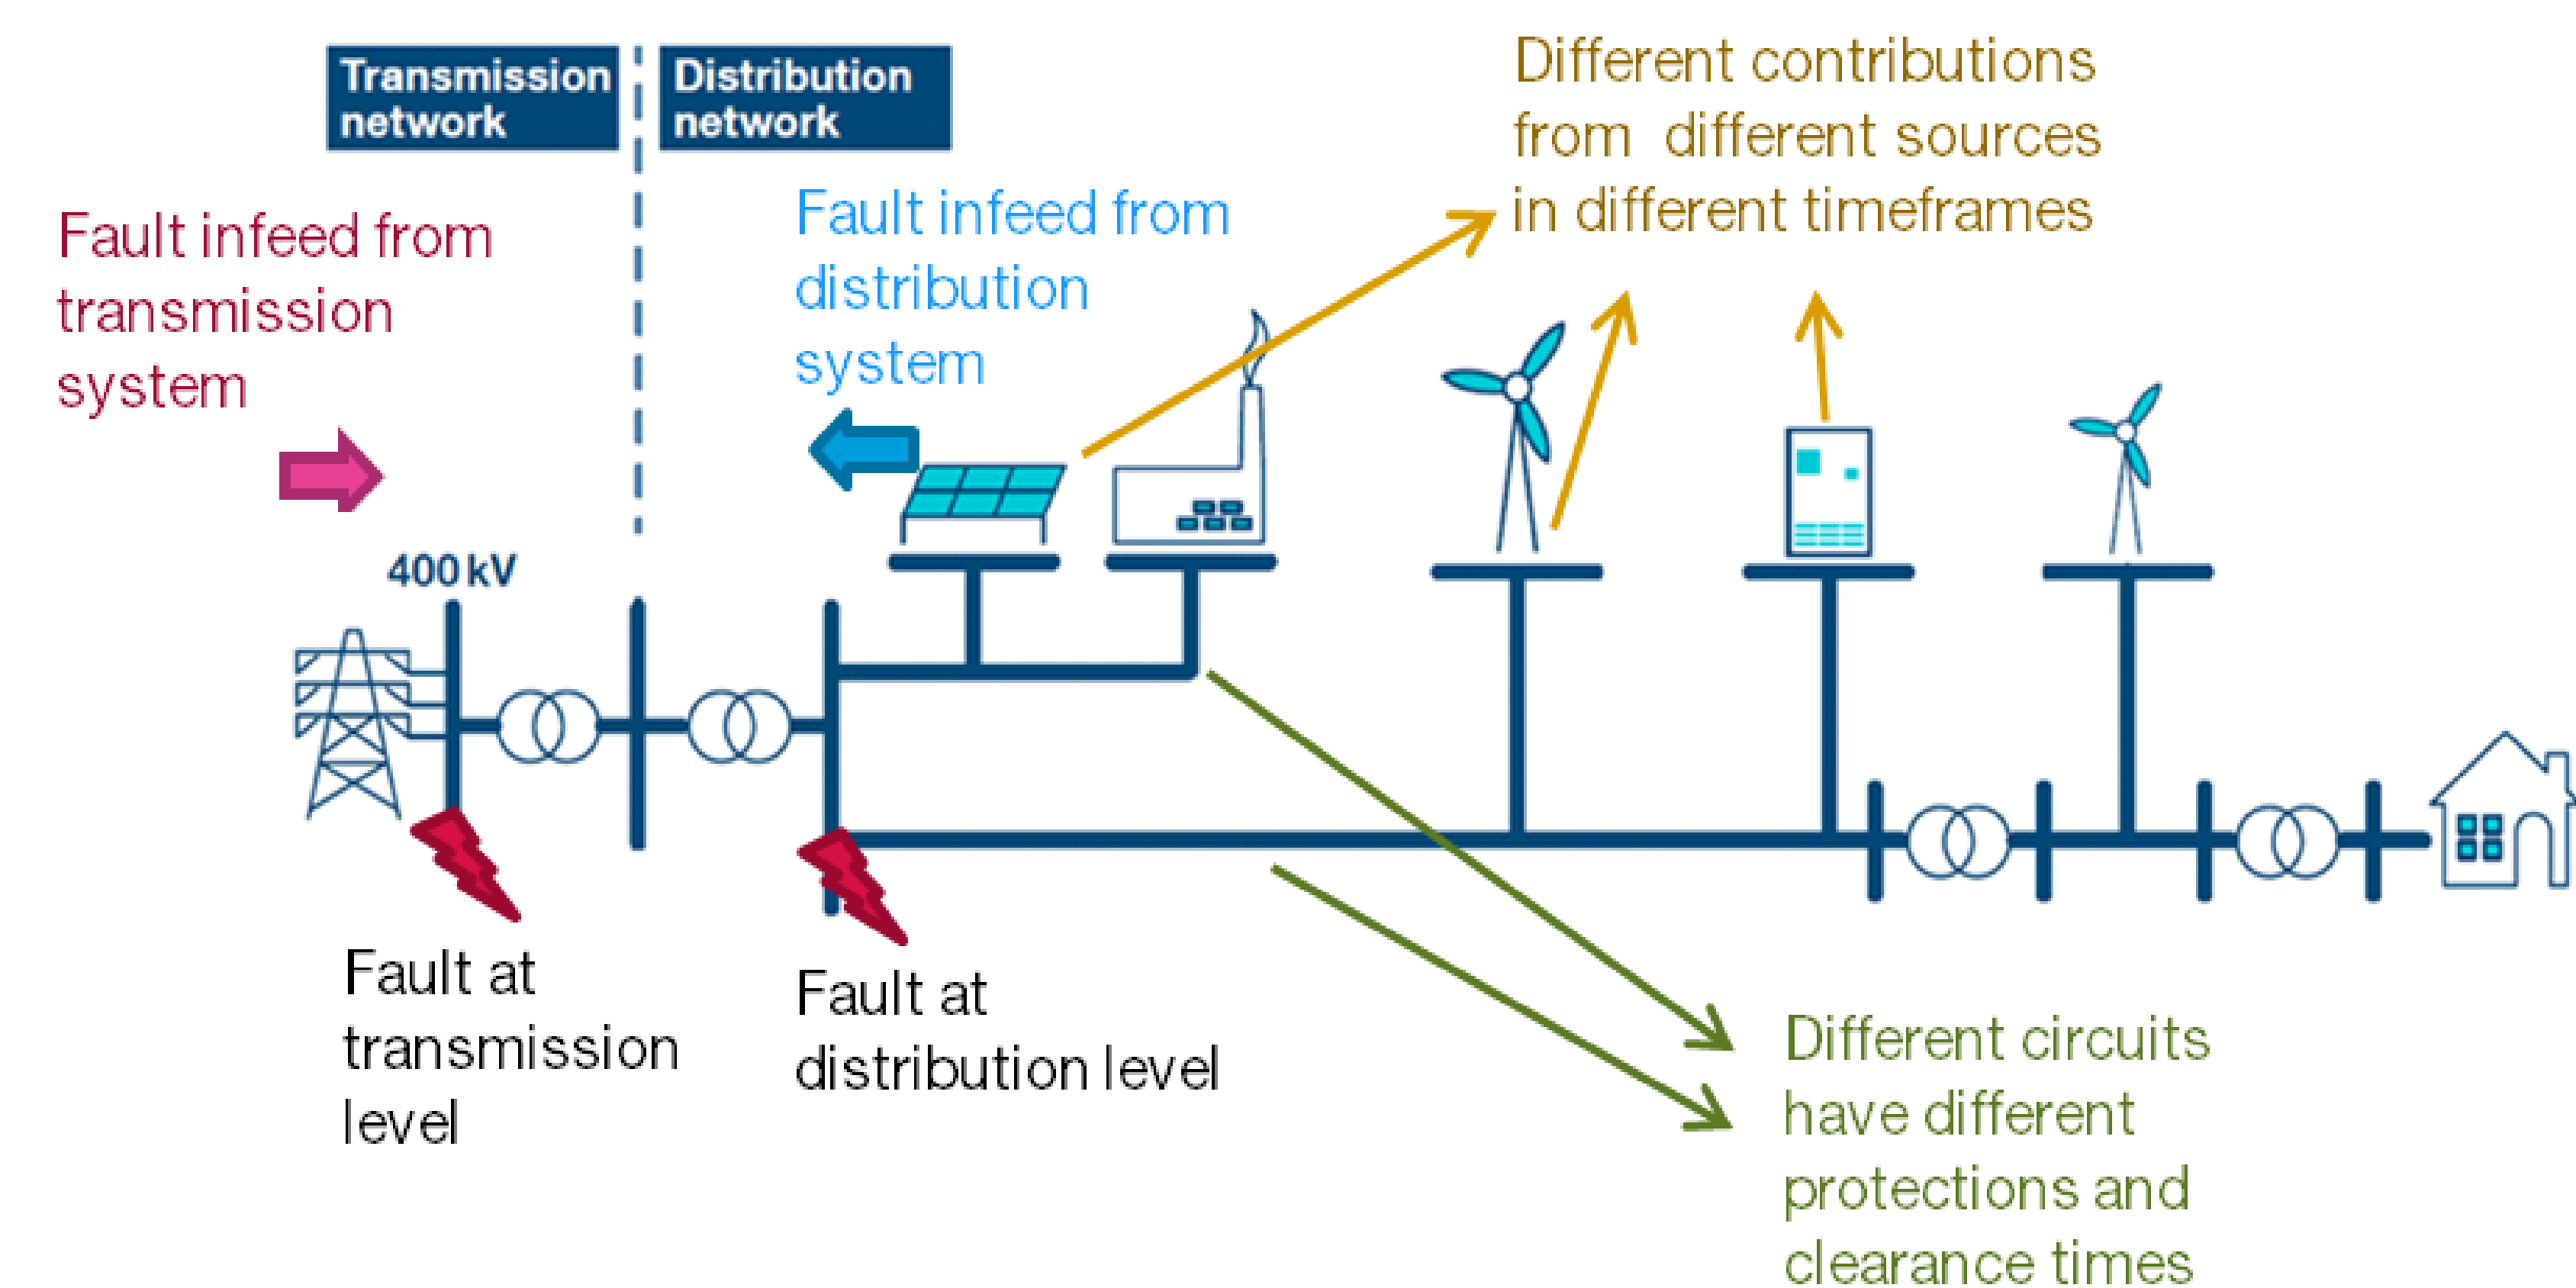 Transmission
network
Distribution
network
Different contributions
from different sources
in different timeframes
Fault infeed from
transmission
system
Fault infeed from
distribution
system
400 kV
Fault at
transmission
level
Fault at
distribution level
Different circuits
have different
protections and
clearance times